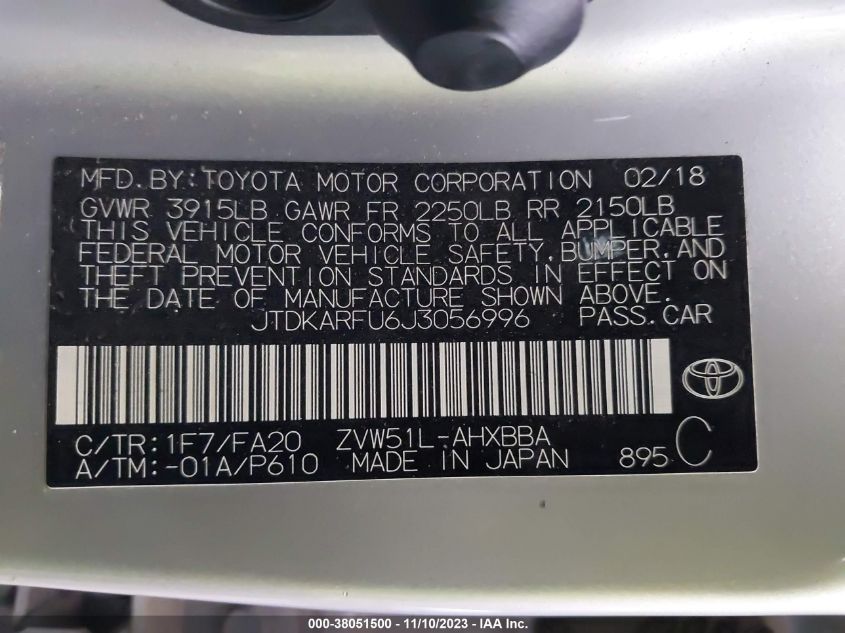 MFD.BY:TOYOTA MOTOR CORPORATION 02/18
GVWR 3915LB GAWR FR 2250LB RR 2150LB
THIS VEHICLE CONFORMS TO ALL APPLICABLE
FEDERAL MOTOR VEHICLE SAFETY,BUMPER,AND
THEFT PREVENTION STANDARDS IN EFFECT ON
THE DATE OF MANUFACTURE SHOWN ABOVE.
JTDKARFU6J3056996 PASS.CAR
C/TR:1F7/FA20 ZVW51L-AHXBBA
A/TM:-01A/P610 MADE IN JAPAN 895 C
000-38051500 - 11/10/2023 - IAA Inc.